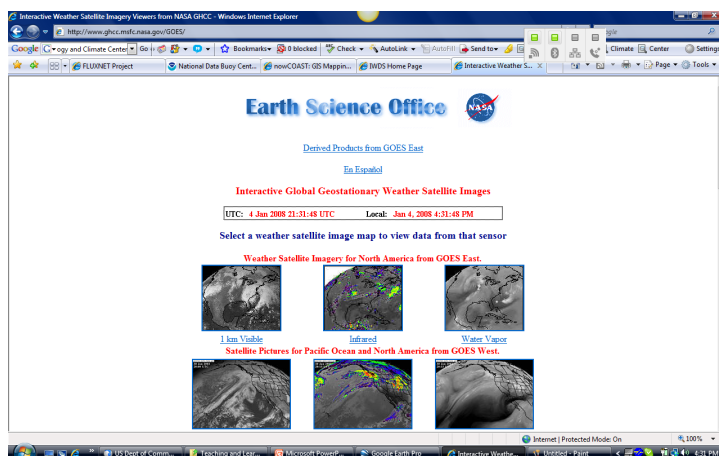 Interactive Weather Satellite Imagery Viewers from NASA GHCC - Windows Internet Explorer
http://www.ghcc.msfc.nasa.gov/GOES/
Google ogy and Climate Center Go Bookmarks 0 blocked Check AutoLink AutoFill Send to Climate Center Settings
FLUXNET Project National Data Buoy Cent... nowCOAST: GIS Mappin... IWDS Home Page Interactive Weather S... Page Tools
Earth Science Office NASA
Derived Products from GOES East
En Español
Interactive Global Geostationary Weather Satellite Images
UTC: 4 Jan 2008 21:31:48 UTC Local: Jan 4, 2008 4:31:48 PM
Select a weather satellite image map to view data from that sensor
Weather Satellite Imagery for North America from GOES East.
1 km Visible Infrared Water Vapor
Satellite Pictures for Pacific Ocean and North America from GOES West.
Internet | Protected Mode: On 100%
US Dept of Comm... Teaching and Lear... Microsoft PowerP... Google Earth Pro Interactive Weathe... Untitled - Paint 4:31 PM